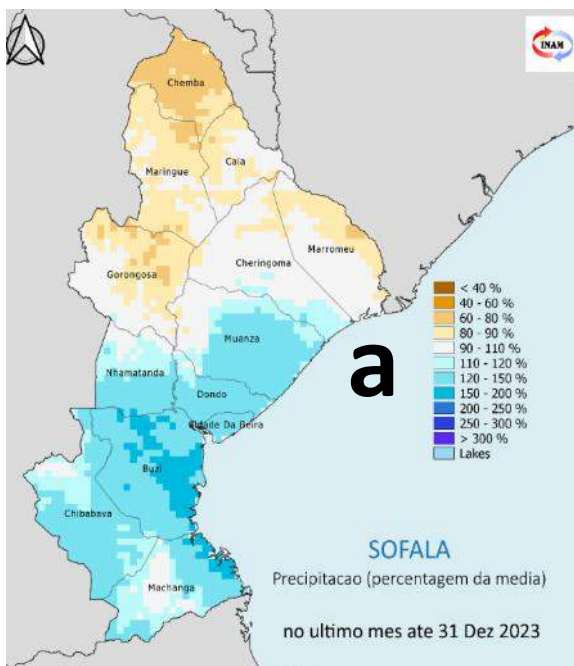 INAM
Chemba
Caia
Maringue
Marromeu
Cheringoma
Gorongosa
< 40 %
40 - 60 %
60 - 80 %
80 - 90 %
90 - 110 %
110 - 120 %
120 - 150 %
150 - 200 %
200 - 250 %
250 - 300 %
> 300 %
Lakes
Muanza
a
Nhamatanda
Dondo
Cidade Da Beira
Buzi
Chibabava
Machanga
SOFALA
Precipitacao (percentagem da media)
no ultimo mes ate 31 Dez 2023